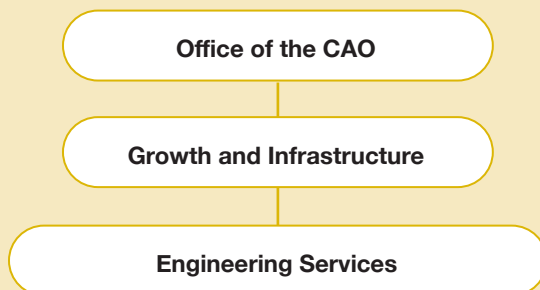 Office of the CAO
Growth and Infrastructure
Engineering Services